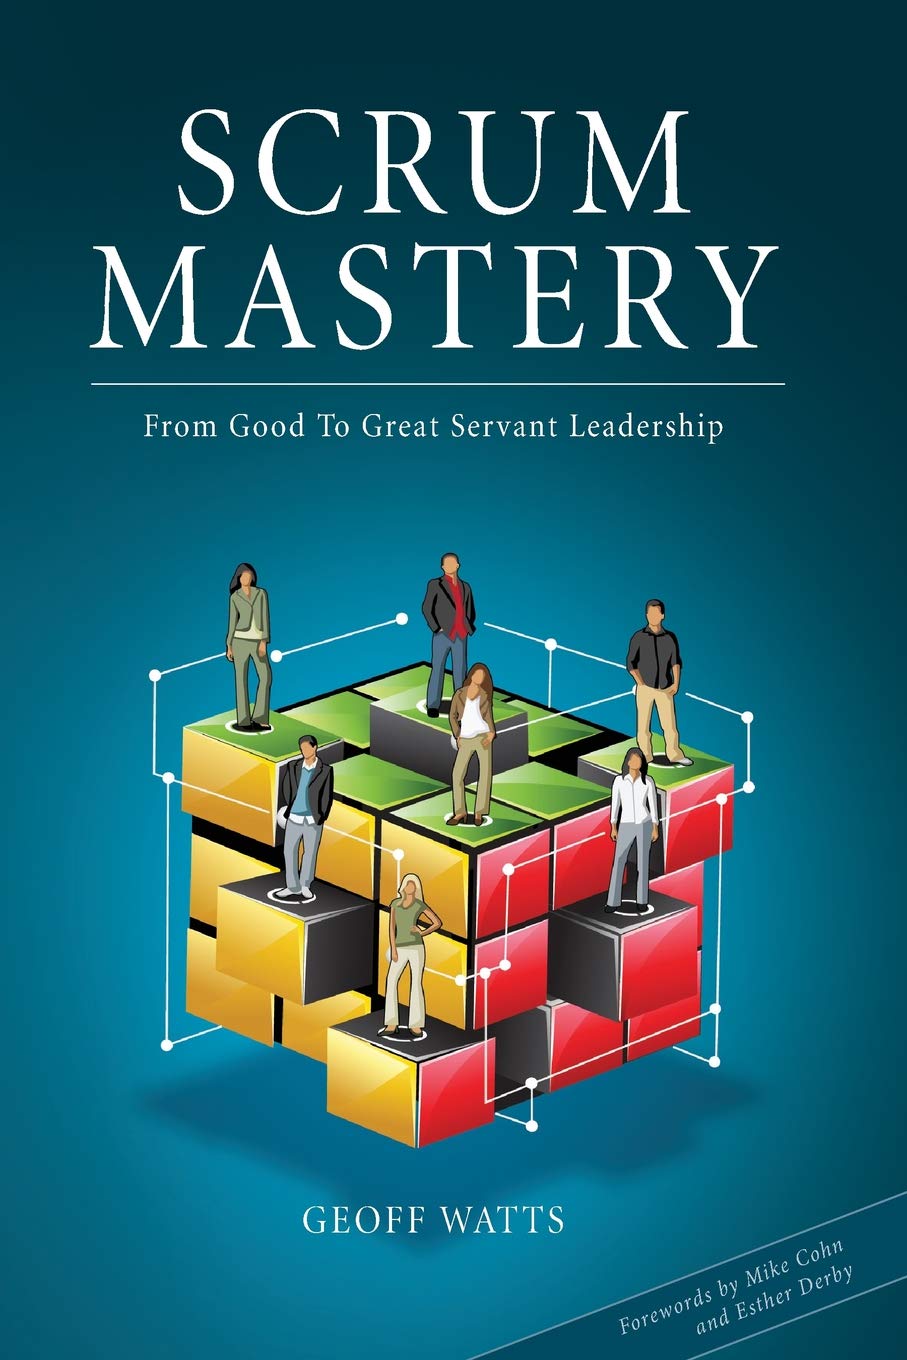 SCRUM
MASTERY
From Good To Great Servant Leadership
GEOFF WATTS
Forewords by Mike Cohn
and Esther Derby